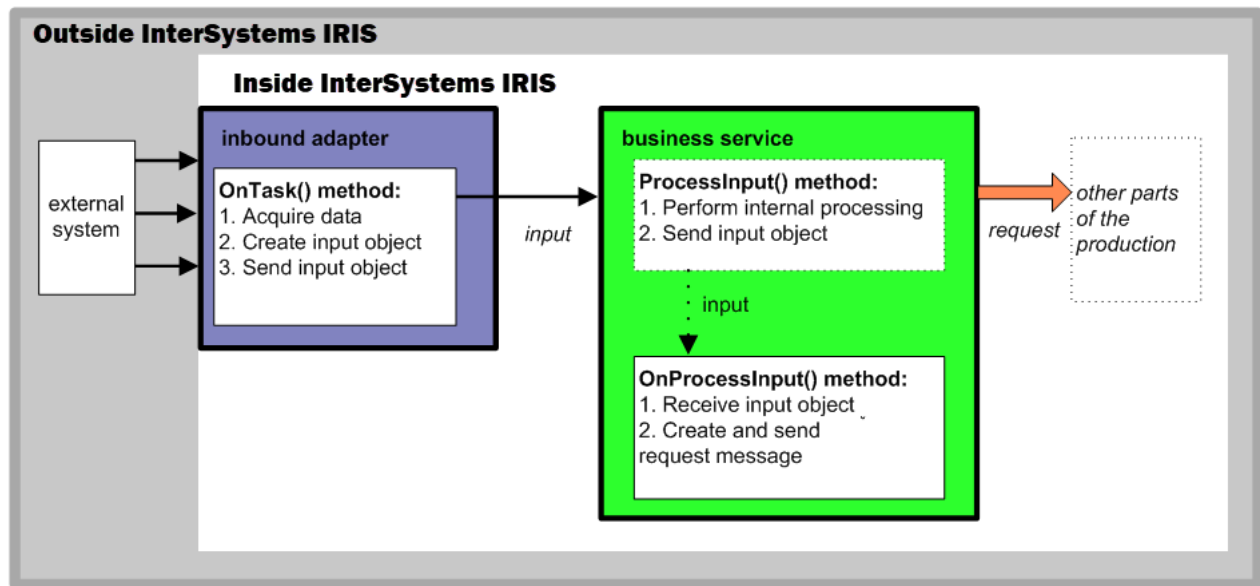 Outside InterSystems IRIS
Inside InterSystems IRIS
external
system
inbound adapter
OnTask() method:
1. Acquire data
2. Create input object
3. Send input object
input
business service
ProcessInput() method:
1. Perform internal processing
2. Send input object
input
OnProcessInput() method:
1. Receive input object
2. Create and send
request message
request
other parts
of the
production